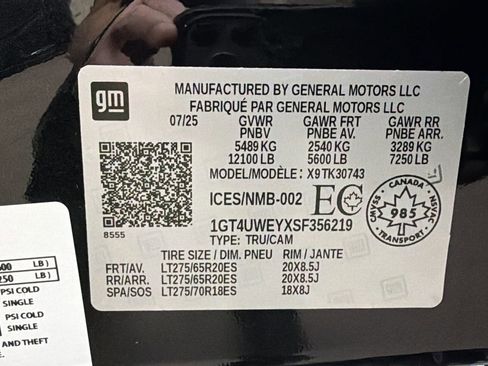 gm
MANUFACTURED BY GENERAL MOTORS LLC
FABRIQUÉ PAR GENERAL MOTORS LLC
07/25 GVWR GAWR FRT GAWR RR
PNBV PNBE AV. PNBE ARR.
5489 KG 2540 KG 3289 KG
12100 LB 5600 LB 7250 LB
MODEL/MODÈLE: X9TK30743
ICES/NMB-002 EC
CANADA
985
CMVSS - NSVAC
TRANSPORT
1GT4UWEYXSF356219
8555
TYPE: TRU/CAM
TIRE SIZE / DIM. PNEU RIM / JANTE
FRT/AV. LT275/65R20ES 20X8.5J
RR/ARR. LT275/65R20ES 20X8.5J
SPA/SOS LT275/70R18ES 18X8J
LB )
250 LB )
PSI COLD
SINGLE
PSI COLD
SINGLE
AND THEFT